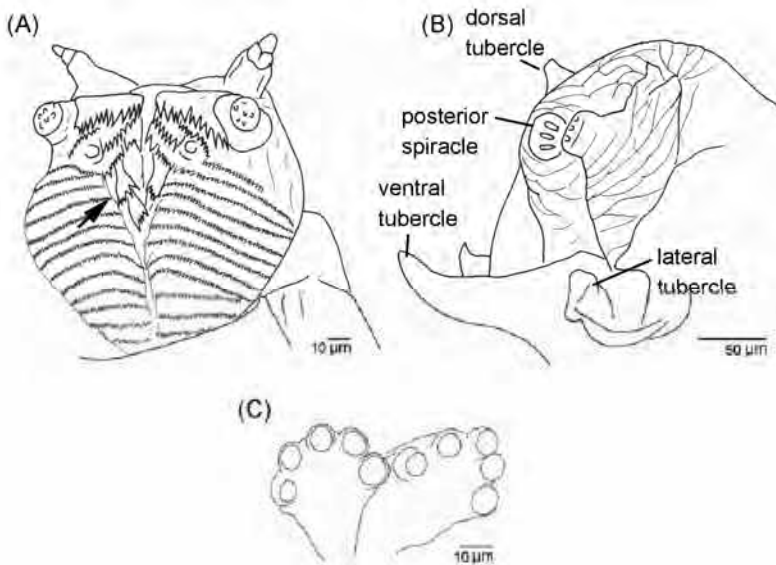 (A)
10 µm
(B)
dorsal
tubercle
posterior
spiracle
ventral
tubercle
lateral
tubercle
50 µm
(C)
10 µm